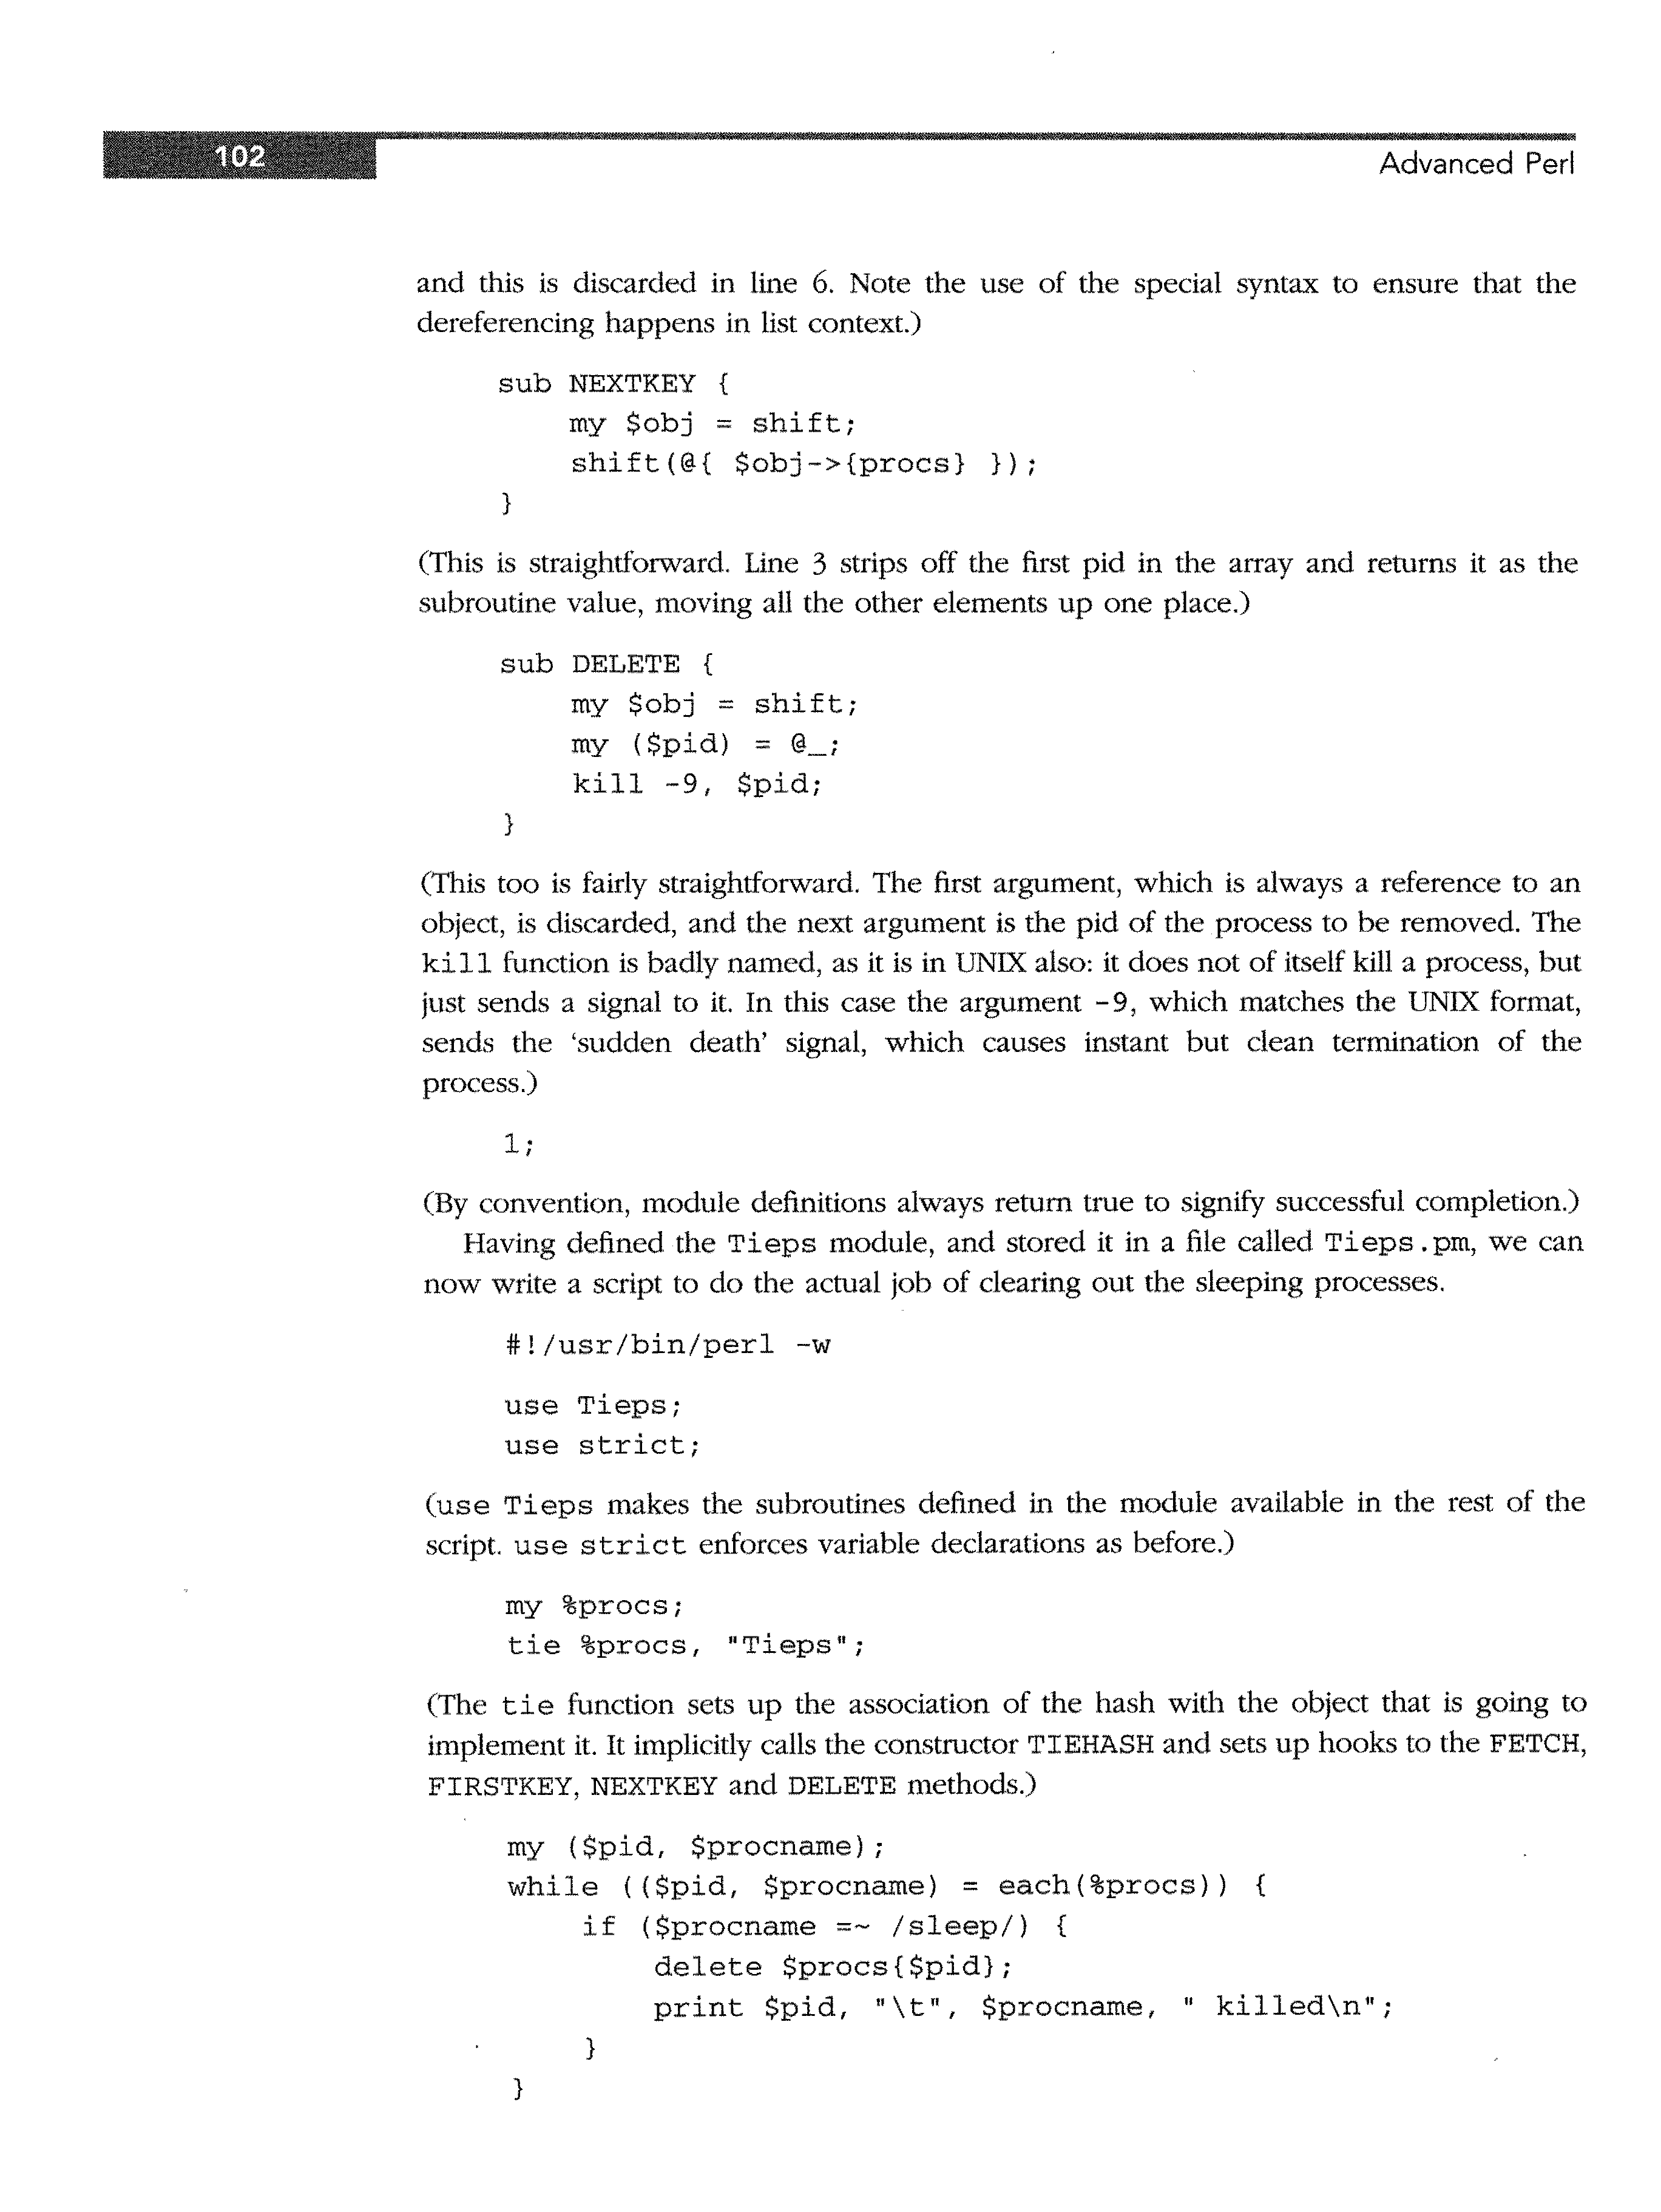 102
Advanced Perl
and this is discarded in line 6. Note the use of the special syntax to ensure that the
dereferencing happens in list context.)
sub NEXTKEY {
my $obj = shift;
shift(@{ $obj->{procs} });
}
(This is straightforward. Line 3 strips off the first pid in the array and returns it as the
subroutine value, moving all the other elements up one place.)
sub DELETE {
my $obj = shift;
my ($pid) = @_;
kill -9, $pid;
}
(This too is fairly straightforward. The first argument, which is always a reference to an
object, is discarded, and the next argument is the pid of the process to be removed. The
kill function is badly named, as it is in UNIX also: it does not of itself kill a process, but
just sends a signal to it. In this case the argument -9, which matches the UNIX format,
sends the ‘sudden death’ signal, which causes instant but clean termination of the
process.)
1;
(By convention, module definitions always return true to signify successful completion.)
Having defined the Tieps module, and stored it in a file called Tieps.pm, we can
now write a script to do the actual job of clearing out the sleeping processes.
#!/usr/bin/perl -w
use Tieps;
use strict;
(use Tieps makes the subroutines defined in the module available in the rest of the
script. use strict enforces variable declarations as before.)
my %procs;
tie %procs, "Tieps";
(The tie function sets up the association of the hash with the object that is going to
implement it. It implicitly calls the constructor TIEHASH and sets up hooks to the FETCH,
FIRSTKEY, NEXTKEY and DELETE methods.)
my ($pid, $procname);
while (($pid, $procname) = each(%procs)) {
if ($procname =~ /sleep/) {
delete $procs{$pid};
print $pid, "\t", $procname, " killed\n";
}
}